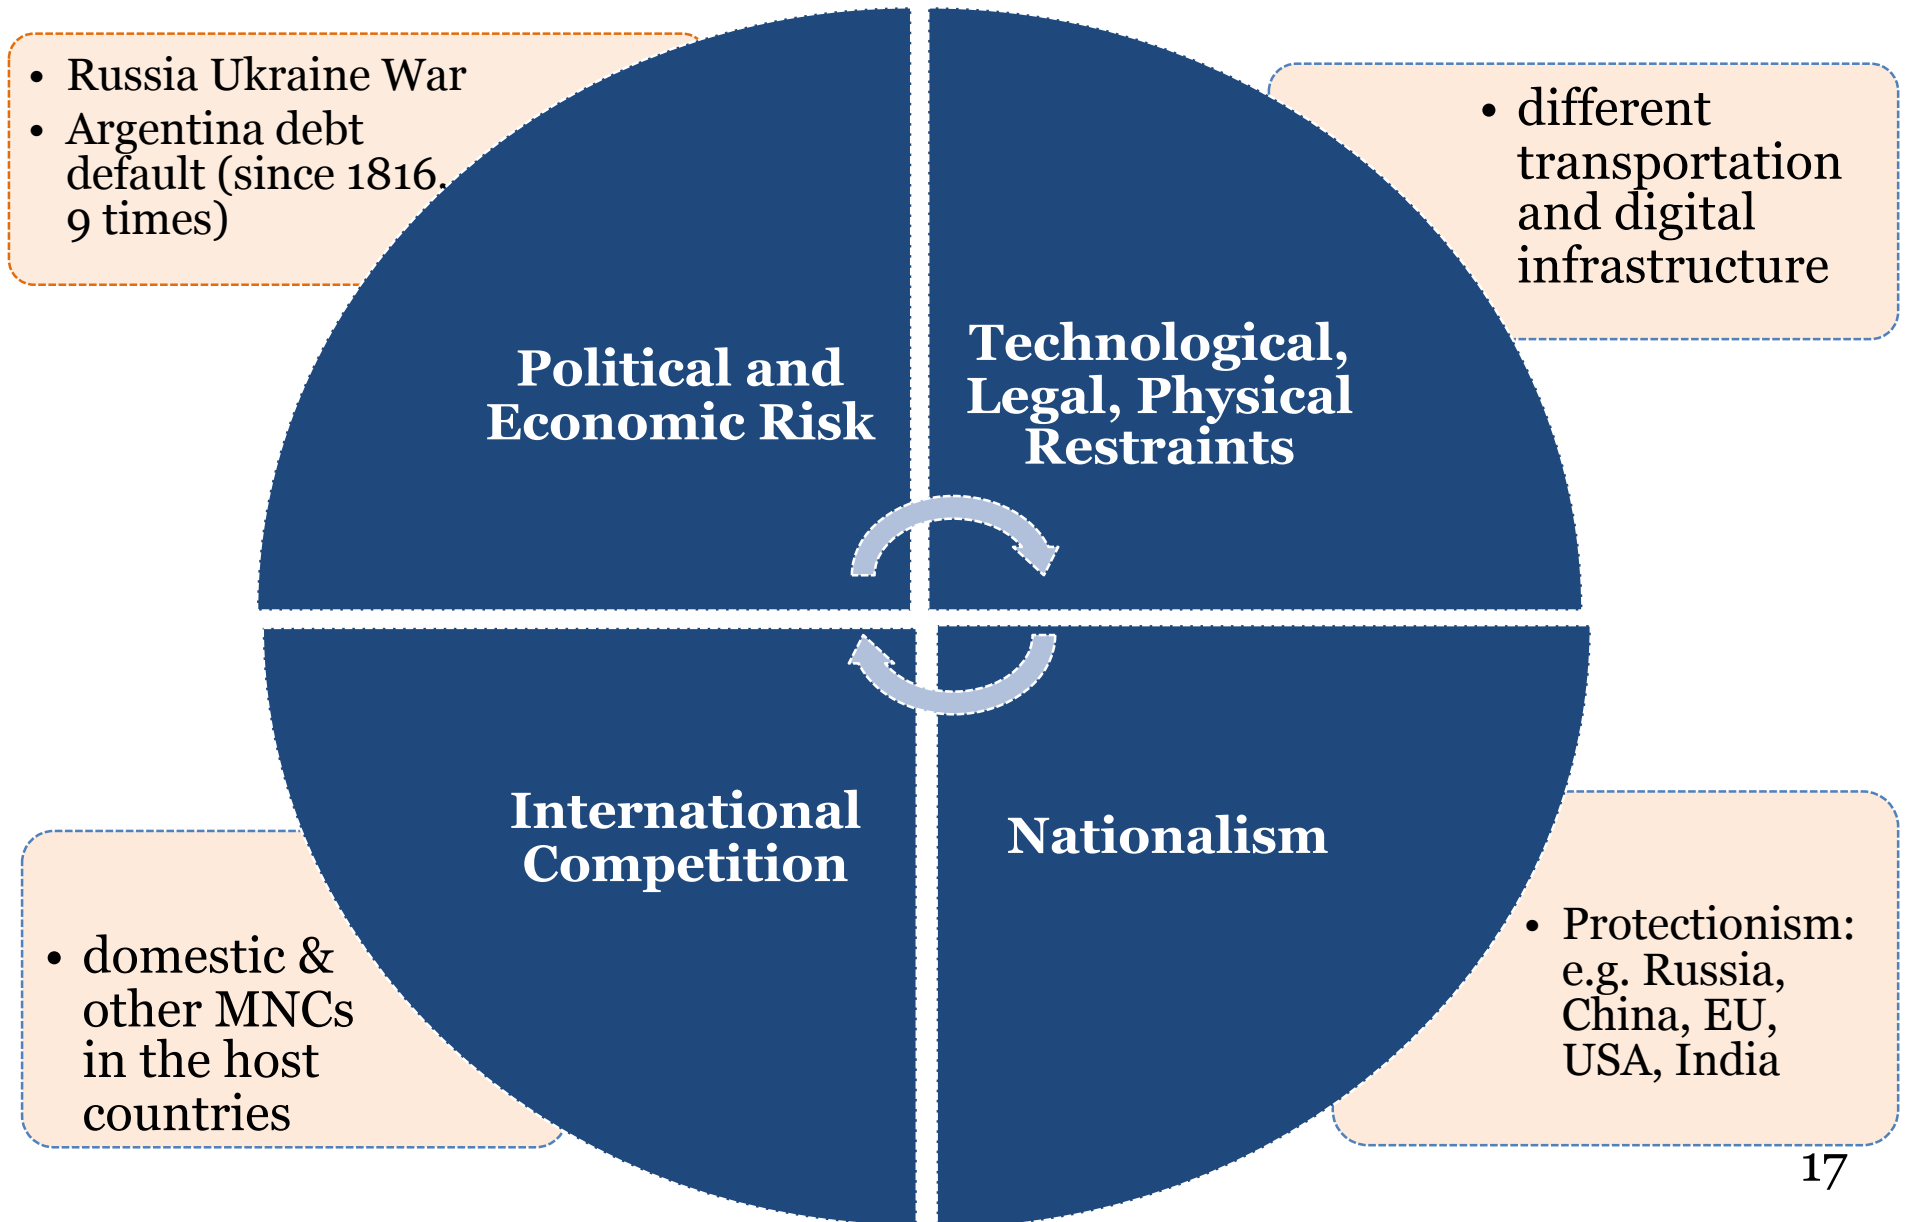 • Russia Ukraine War
• Argentina debt
default (since 1816,
9 times)
• different
transportation
and digital
infrastructure
Political and
Economic Risk
Technological,
Legal, Physical
Restraints
International
Competition
Nationalism
• domestic &
other MNCs
in the host
countries
• Protectionism:
e.g. Russia,
China, EU,
USA, India
17